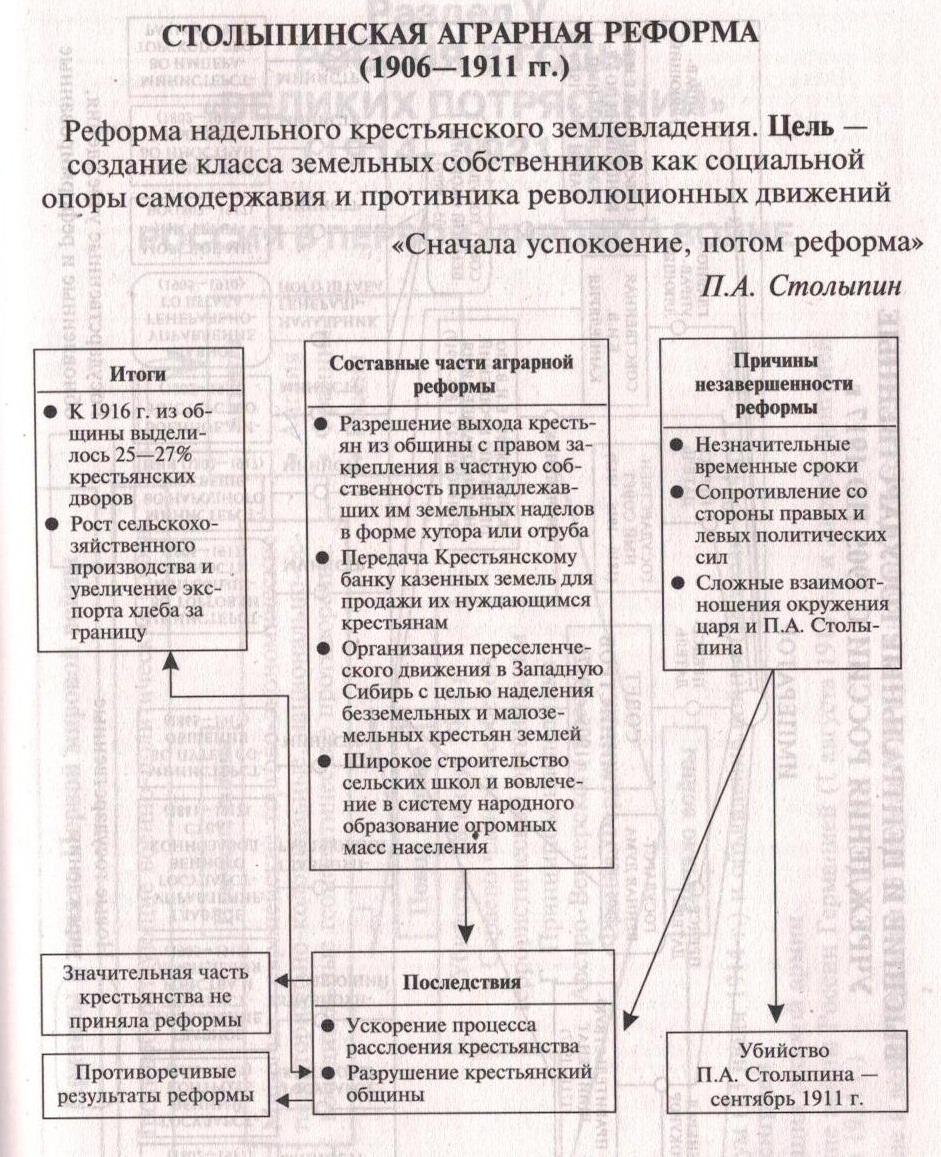 СТОЛЫПИНСКАЯ АГРАРНАЯ РЕФОРМА
(1906—1911 гг.)
Реформа надельного крестьянского землевладения. Цель —
создание класса земельных собственников как социальной
опоры самодержавия и противника революционных движений
«Сначала успокоение, потом реформа»
П.А. Столыпин
Итоги
● К 1916 г. из об-
щины выдели-
лось 25—27%
крестьянских
дворов
● Рост сельскохо-
зяйственного
производства и
увеличение экс-
порта хлеба за
границу
Составные части аграрной
реформы
● Разрешение выхода кресть-
ян из общины с правом за-
крепления в частную соб-
ственность принадлежав-
ших им земельных наделов
в форме хутора или отруба
● Передача Крестьянскому
банку казенных земель для
продажи их нуждающимся
крестьянам
● Организация переселенче-
ского движения в Западную
Сибирь с целью наделения
безземельных и малозе-
мельных крестьян землей
● Широкое строительство
сельских школ и вовлече-
ние в систему народного
образование огромных
масс населения
Причины
незавершенности
реформы
● Незначительные
временные сроки
● Сопротивление со
стороны правых и
левых политических
сил
● Сложные взаимоот-
ношения окружения
царя и П.А. Столы-
пина
Значительная часть
крестьянства не
приняла реформы
Противоречивые
результаты реформы
Последствия
● Ускорение процесса
расслоения крестьянства
● Разрушение крестьянский
общины
Убийство
П.А. Столыпина —
сентябрь 1911 г.